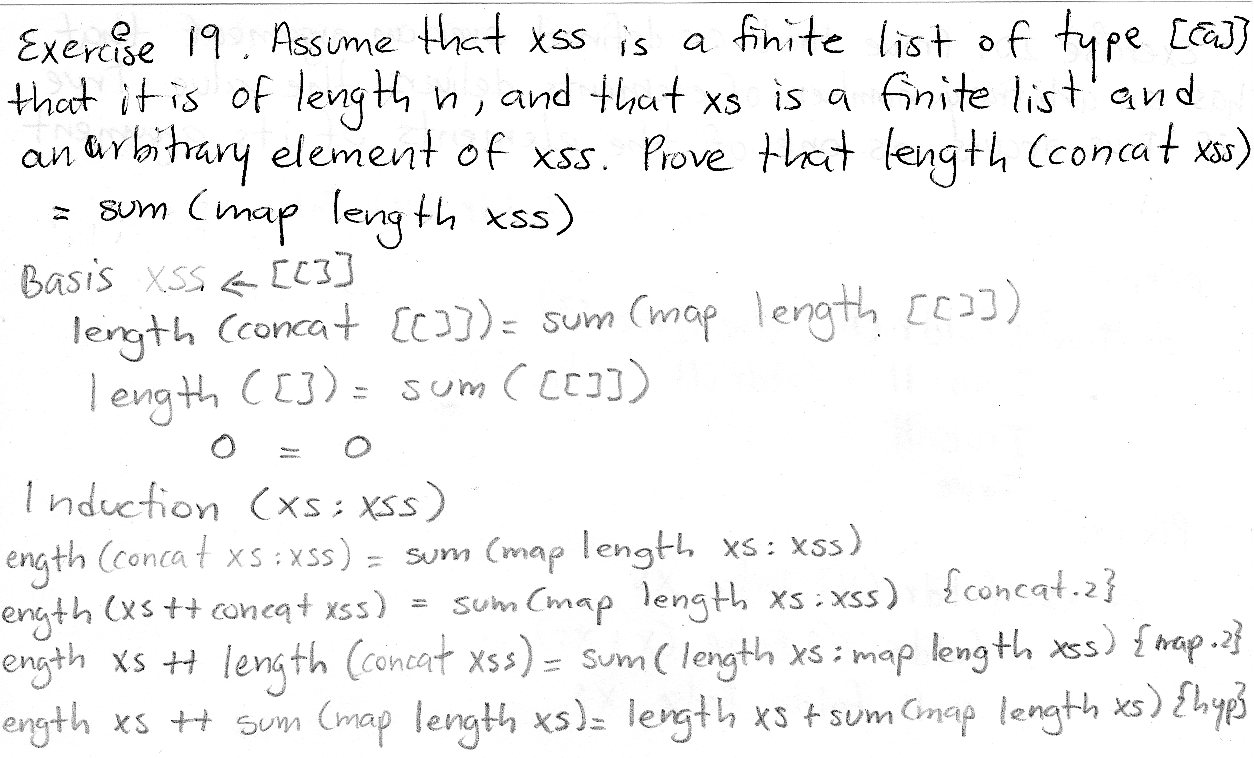 Exercise 19. Assume that xss is a finite list of type [[a]]
that it is of length n, and that xs is a finite list and
an arbitrary element of xss. Prove that length (concat xss)
= sum (map length xss)
Basis xss ← [[]]
length (concat [[]]) = sum (map length [[]])
length ([]) = sum ([[]])
0 = 0
Induction (xs : xss)
ength (concat xs : xss) = sum (map length xs : xss)
ength (xs ++ concat xss) = sum (map length xs : xss) {concat.2}
ength xs ++ length (concat xss) = sum ( length xs : map length xss) {map.2}
ength xs ++ sum (map length xs) = length xs + sum (map length xs) {hyp}